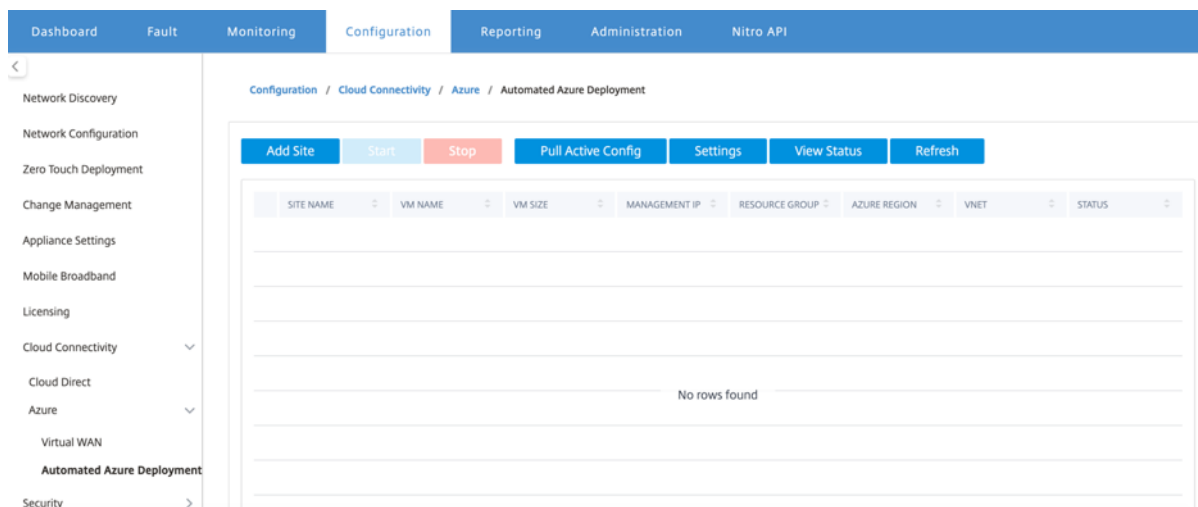 Dashboard Fault Monitoring Configuration Reporting Administration Nitro API
Network Discovery
Network Configuration
Zero Touch Deployment
Change Management
Appliance Settings
Mobile Broadband
Licensing
Cloud Connectivity
Cloud Direct
Azure
Virtual WAN
Automated Azure Deployment
Security
Configuration / Cloud Connectivity / Azure / Automated Azure Deployment
Add Site Start Stop Pull Active Config Settings View Status Refresh
SITE NAME VM NAME VM SIZE MANAGEMENT IP RESOURCE GROUP AZURE REGION VNET STATUS
No rows found